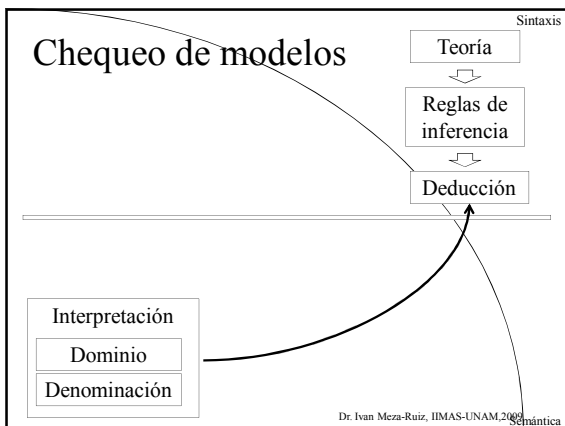 Sintaxis
Chequeo de modelos
Teoría
Reglas de
inferencia
Deducción
Interpretación
Dominio
Denominación
Dr. Ivan Meza-Ruiz, IIMAS-UNAM,2009
Semántica